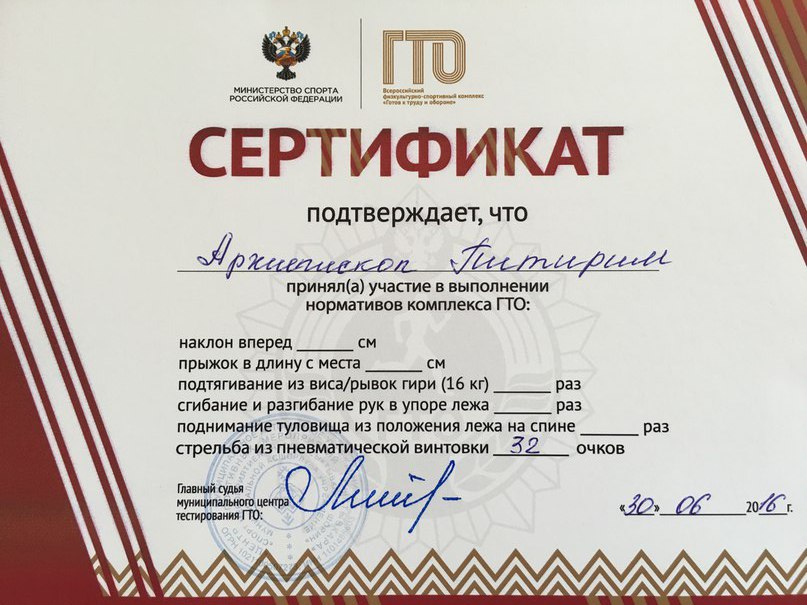 МИНИСТЕРСТВО СПОРТА
РОССИЙСКОЙ ФЕДЕРАЦИИ
ГТО
Всероссийский
физкультурно-спортивный комплекс
«Готов к труду и обороне»
СЕРТИФИКАТ
подтверждает, что
Архиепископ Питирим
принял(а) участие в выполнении
нормативов комплекса ГТО:
наклон вперед ______ см
прыжок в длину с места ______ см
подтягивание из виса/рывок гири (16 кг) ______ раз
сгибание и разгибание рук в упоре лежа ______ раз
поднимание туловища из положения лежа на спине ______ раз
стрельба из пневматической винтовки 32 очков
Главный судья
муниципального центра
тестирования ГТО:
«30» 06 2016 г.